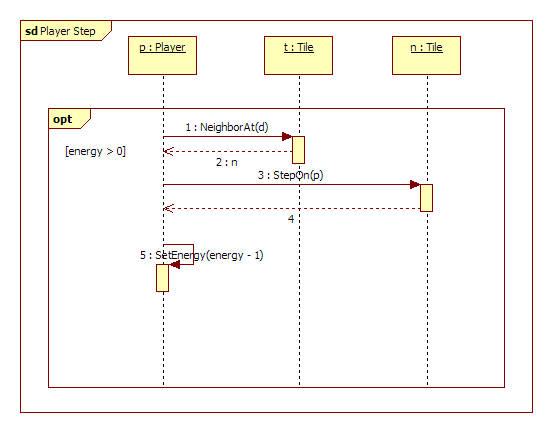 sd Player Step
p : Player
t : Tile
n : Tile
opt
1 : NeighborAt(d)
[energy > 0]
2 : n
3 : StepOn(p)
4
5 : SetEnergy(energy - 1)